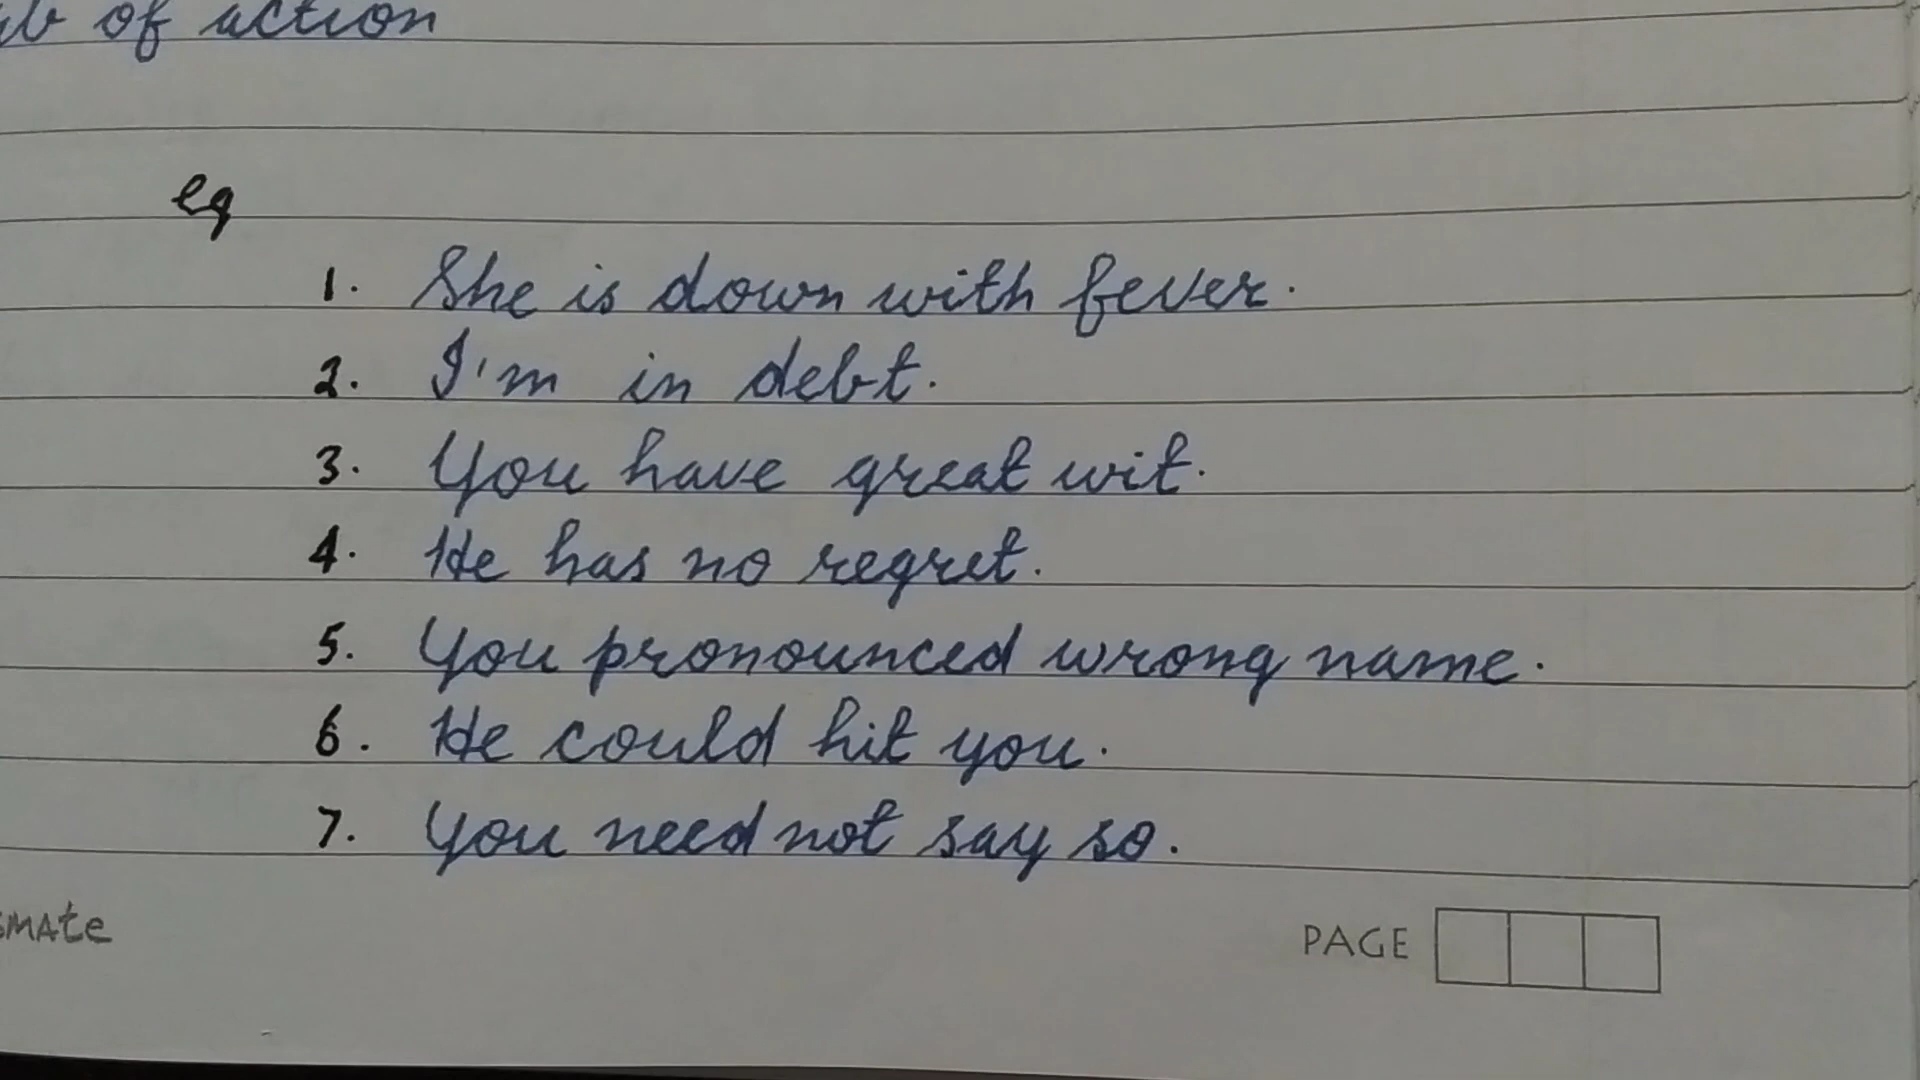 of action
eg
1. She is down with fever.
2. I'm in debt.
3. You have great wit.
4. He has no regret.
5. You pronounced wrong name.
6. He could hit you.
7. You need not say so.
PAGE